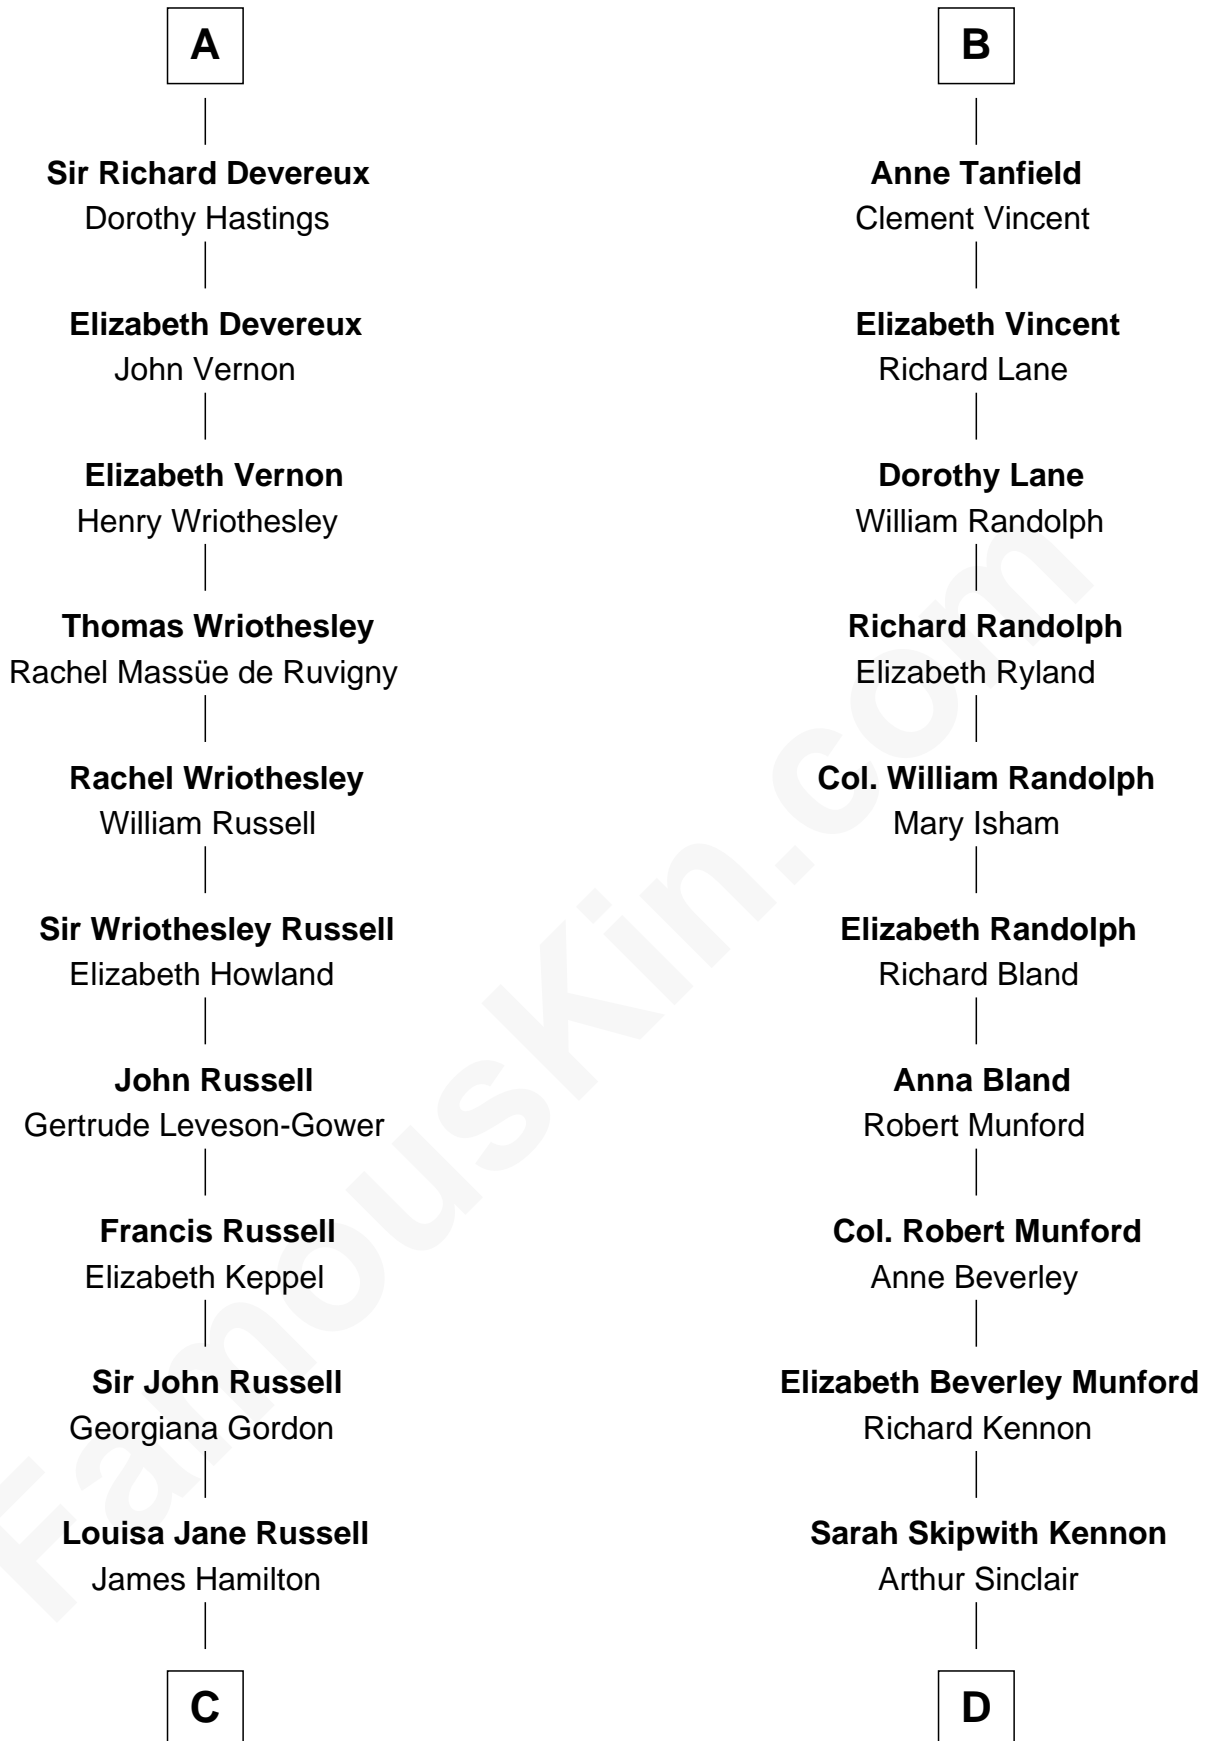 A
Sir Richard Devereux
Dorothy Hastings
Elizabeth Devereux
John Vernon
Elizabeth Vernon
Henry Wriothesley
Thomas Wriothesley
Rachel Massüe de Ruvigny
Rachel Wriothesley
William Russell
Sir Wriothesley Russell
Elizabeth Howland
John Russell
Gertrude Leveson-Gower
Francis Russell
Elizabeth Keppel
Sir John Russell
Georgiana Gordon
Louisa Jane Russell
James Hamilton
C
B
Anne Tanfield
Clement Vincent
Elizabeth Vincent
Richard Lane
Dorothy Lane
William Randolph
Richard Randolph
Elizabeth Ryland
Col. William Randolph
Mary Isham
Elizabeth Randolph
Richard Bland
Anna Bland
Robert Munford
Col. Robert Munford
Anne Beverley
Elizabeth Beverley Munford
Richard Kennon
Sarah Skipwith Kennon
Arthur Sinclair
D
FamousKin.com